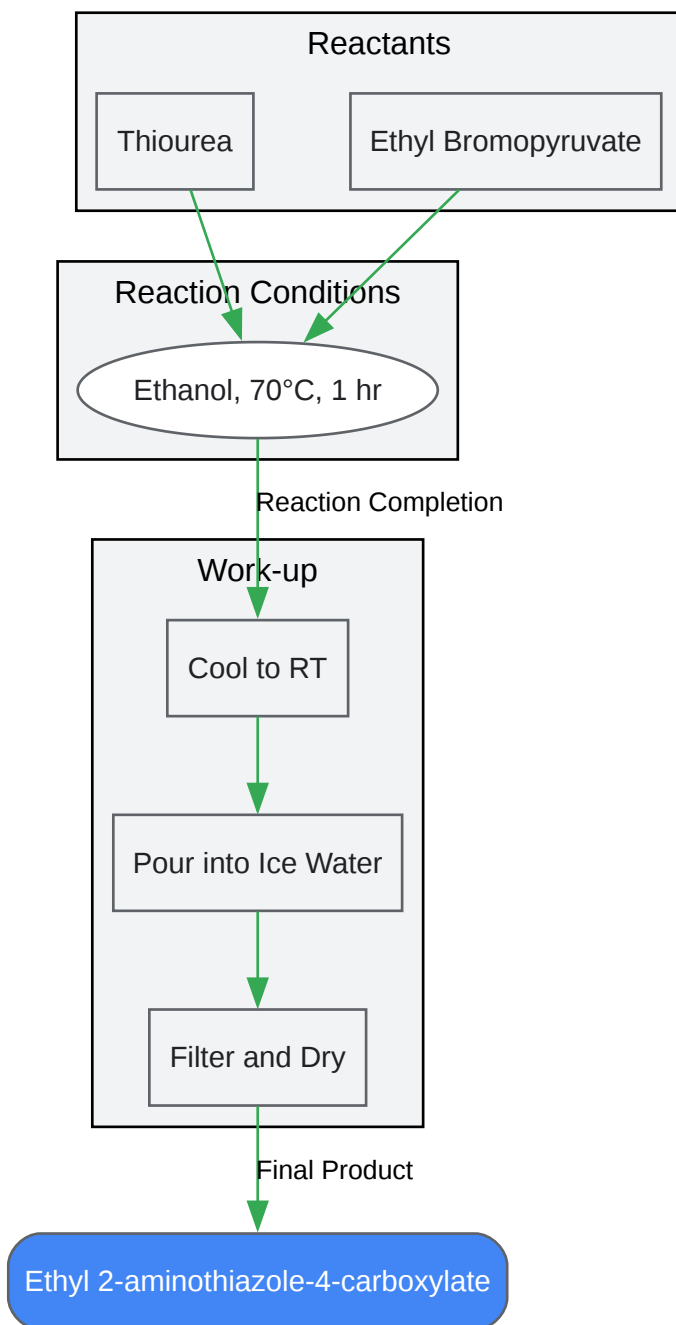 Reactants
Thiourea
Ethyl Bromopyruvate
Reaction Conditions
Ethanol, 70°C, 1 hr
Reaction Completion
Work-up
Cool to RT
Pour into Ice Water
Filter and Dry
Final Product
Ethyl 2-aminothiazole-4-carboxylate